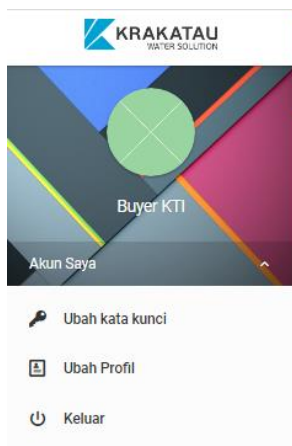 KRAKATAU
WATER SOLUTION
Buyer KTI
Akun Saya
Ubah kata kunci
Ubah Profil
Keluar